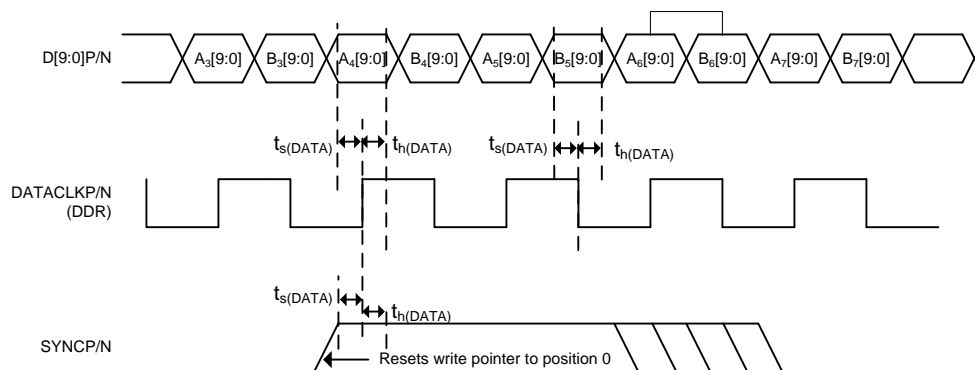 D[9:0]P/N
A₃[9:0] B₃[9:0] A₄[9:0] B₄[9:0] A₅[9:0] B₅[9:0] A₆[9:0] B₆[9:0] A₇[9:0] B₇[9:0]
tₛ(DATA) tₕ(DATA) tₛ(DATA) tₕ(DATA)
DATACLKP/N
(DDR)
tₛ(DATA) tₕ(DATA)
SYNCP/N
Resets write pointer to position 0